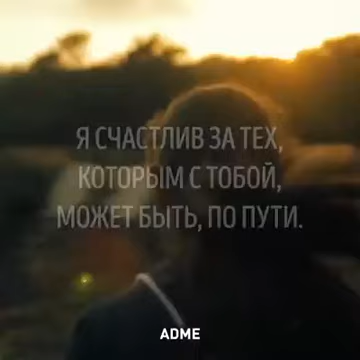 Я СЧАСТЛИВ ЗА ТЕХ,
КОТОРЫМ С ТОБОЙ,
МОЖЕТ БЫТЬ, ПО ПУТИ.
ADME